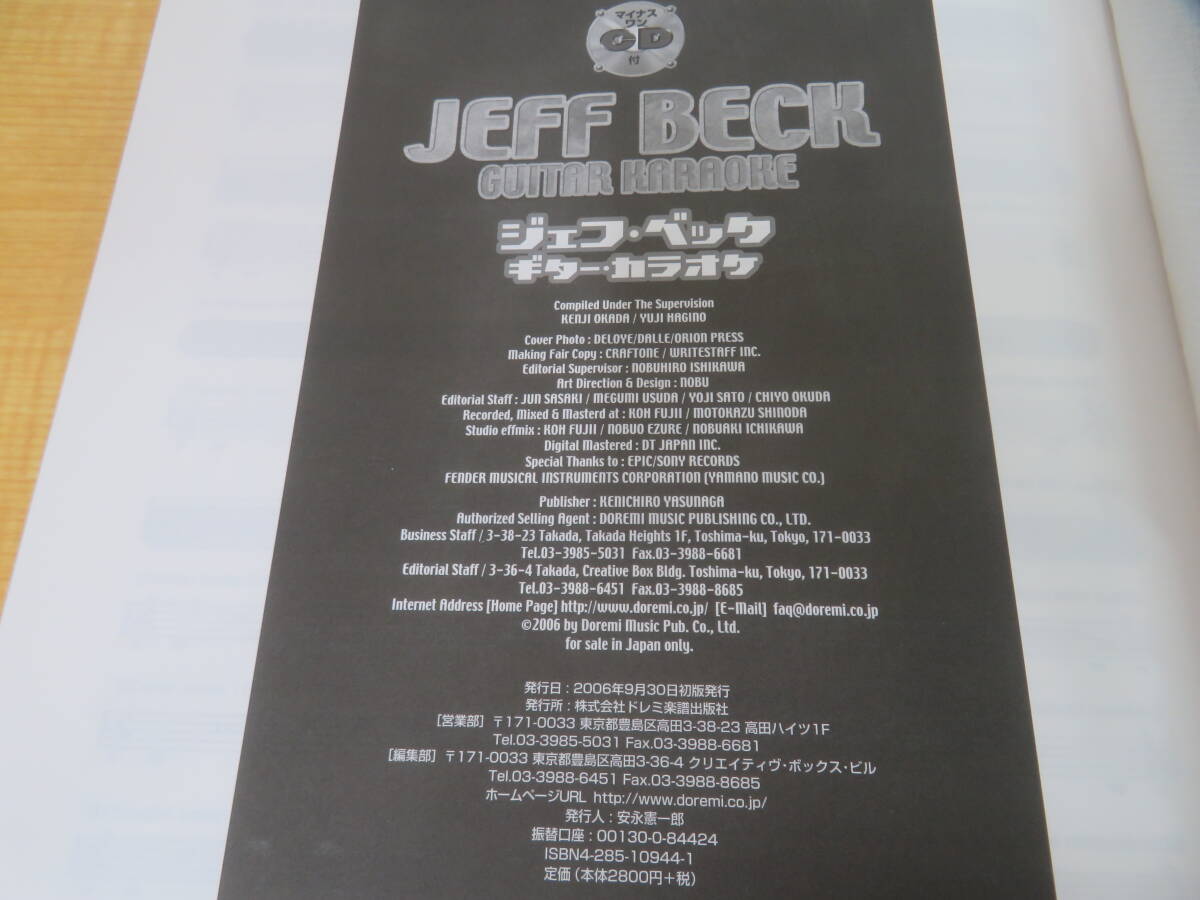 マイナス
ワン
CD
付
JEFF BECK
GUITAR KARAOKE
ジェフ・ベック
ギター・カラオケ
Compiled Under The Supervision
KENJI OKADA / YUJI HAGINO
Cover Photo : DELOYE/DALLE/ORION PRESS
Making Fair Copy : CRAFTONE / WRITESTAFF INC.
Editorial Supervisor : NOBUHIRO ISHIKAWA
Art Direction & Design : NOBU
Editorial Staff : JUN SASAKI / MEGUMI USUDA / YOJI SATO / CHIYO OKUDA
Recorded, Mixed & Masterd at : KOH FUJII / MOTOKAZU SHINODA
Studio effmix : KOH FUJII / NOBUO EZURE / NOBUAKI ICHIKAWA
Digital Mastered : DT JAPAN INC.
Special Thanks to : EPIC/SONY RECORDS
FENDER MUSICAL INSTRUMENTS CORPORATION (YAMANO MUSIC CO.)
Publisher : KENICHIRO YASUNAGA
Authorized Selling Agent : DOREMI MUSIC PUBLISHING CO., LTD.
Business Staff / 3-38-23 Takada, Takada Heights 1F, Toshima-ku, Tokyo, 171-0033
Tel.03-3985-5031 Fax.03-3988-6681
Editorial Staff / 3-36-4 Takada, Creative Box Bldg. Toshima-ku, Tokyo, 171-0033
Tel.03-3988-6451 Fax.03-3988-8685
Internet Address [Home Page] http://www.doremi.co.jp/ [E-Mail] faq@doremi.co.jp
©2006 by Doremi Music Pub. Co., Ltd.
for sale in Japan only.
発行日 : 2006年9月30日初版発行
発行所 : 株式会社ドレミ楽譜出版社
［営業部］〒171-0033 東京都豊島区高田3-38-23 高田ハイツ1F
Tel.03-3985-5031 Fax.03-3988-6681
［編集部］〒171-0033 東京都豊島区高田3-36-4 クリエイティヴ・ボックス・ビル
Tel.03-3988-6451 Fax.03-3988-8685
ホームページURL http://www.doremi.co.jp/
発行人 : 安永憲一郎
振替口座 : 00130-0-84424
ISBN4-285-10944-1
定価（本体2800円＋税）